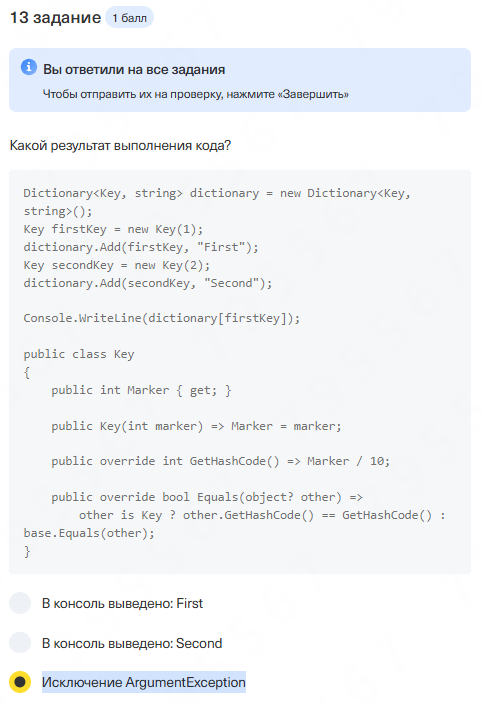 13 задание 1 балл
Вы ответили на все задания
Чтобы отправить их на проверку, нажмите «Завершить»
Какой результат выполнения кода?
Dictionary<Key, string> dictionary = new Dictionary<Key,
string>();
Key firstKey = new Key(1);
dictionary.Add(firstKey, "First");
Key secondKey = new Key(2);
dictionary.Add(secondKey, "Second");
Console.WriteLine(dictionary[firstKey]);
public class Key
{
    public int Marker { get; }
    public Key(int marker) => Marker = marker;
    public override int GetHashCode() => Marker / 10;
    public override bool Equals(object? other) =>
        other is Key ? other.GetHashCode() == GetHashCode() :
base.Equals(other);
}
В консоль выведено: First
В консоль выведено: Second
Исключение ArgumentException